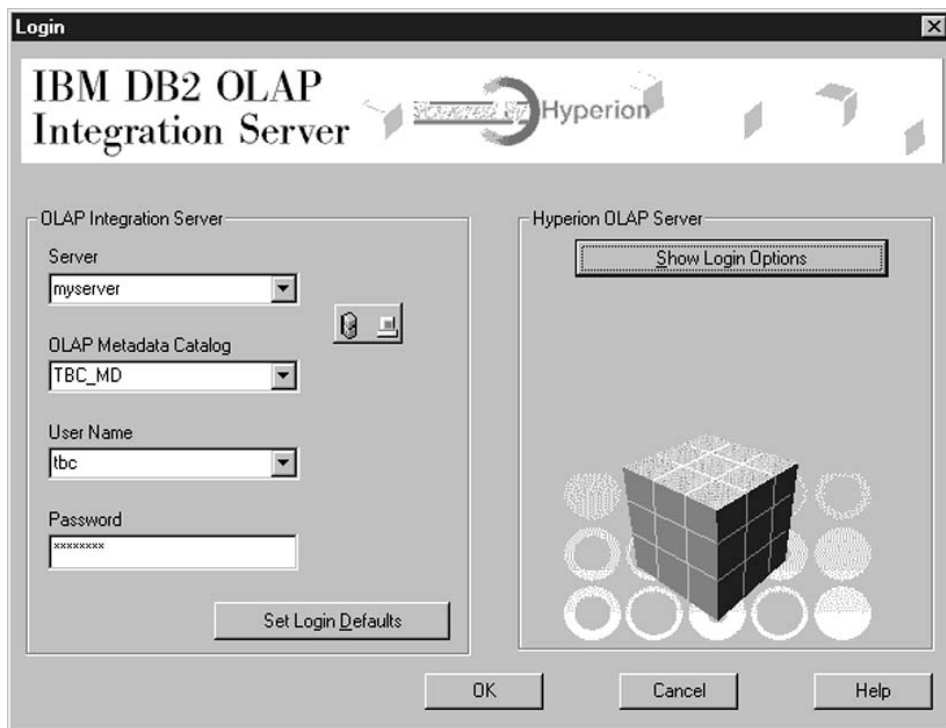 Login
IBM DB2 OLAP
Integration Server
Hyperion
OLAP Integration Server
Server
myserver
OLAP Metadata Catalog
TBC_MD
User Name
tbc
Password
xxxxxxxx
Set Login Defaults
Hyperion OLAP Server
Show Login Options
OK
Cancel
Help